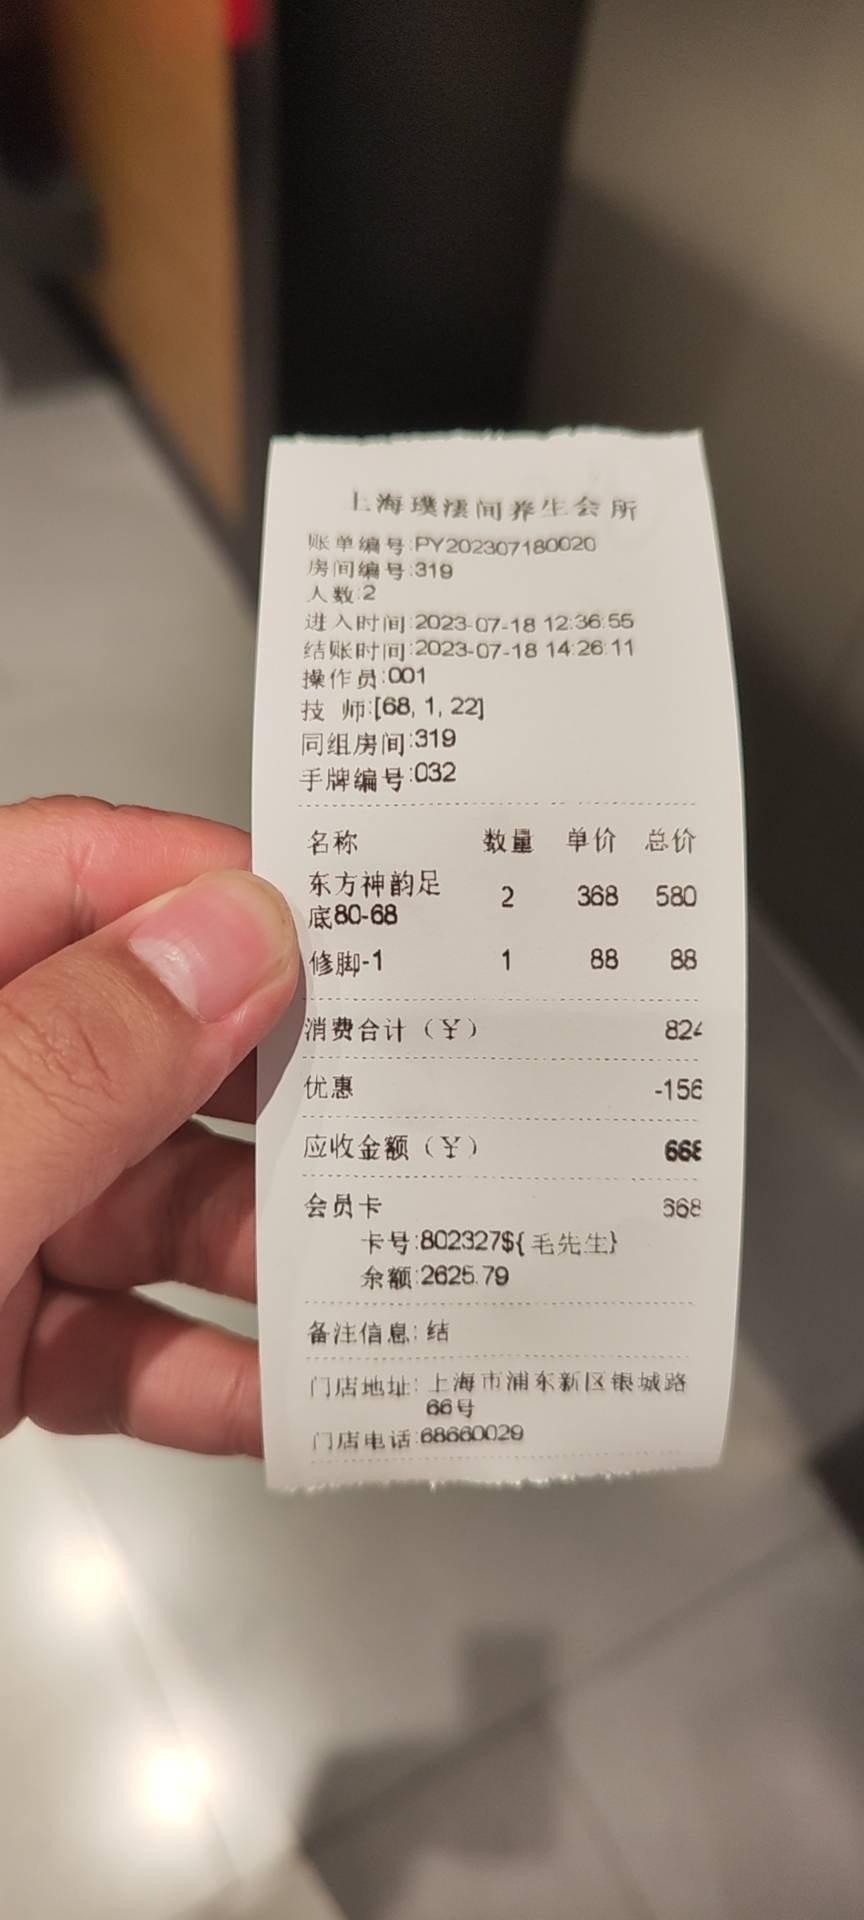 上海璞溪间养生会所
账单编号:PY202307180020
房间编号:319
人数:2
进入时间:2023-07-18 12:36:55
结账时间:2023-07-18 14:26:11
操作员:001
技 师:[68, 1, 22]
同组房间:319
手牌编号:032
名称 数量 单价 总价
东方神韵足 2 368 580
底80-68
修脚-1 1 88 88
消费合计（￥） 824
优惠 -156
应收金额（￥） 668
会员卡 668
卡号:802327${毛先生}
余额:2625.79
备注信息: 结
门店地址: 上海市浦东新区银城路
66号
门店电话:68660029